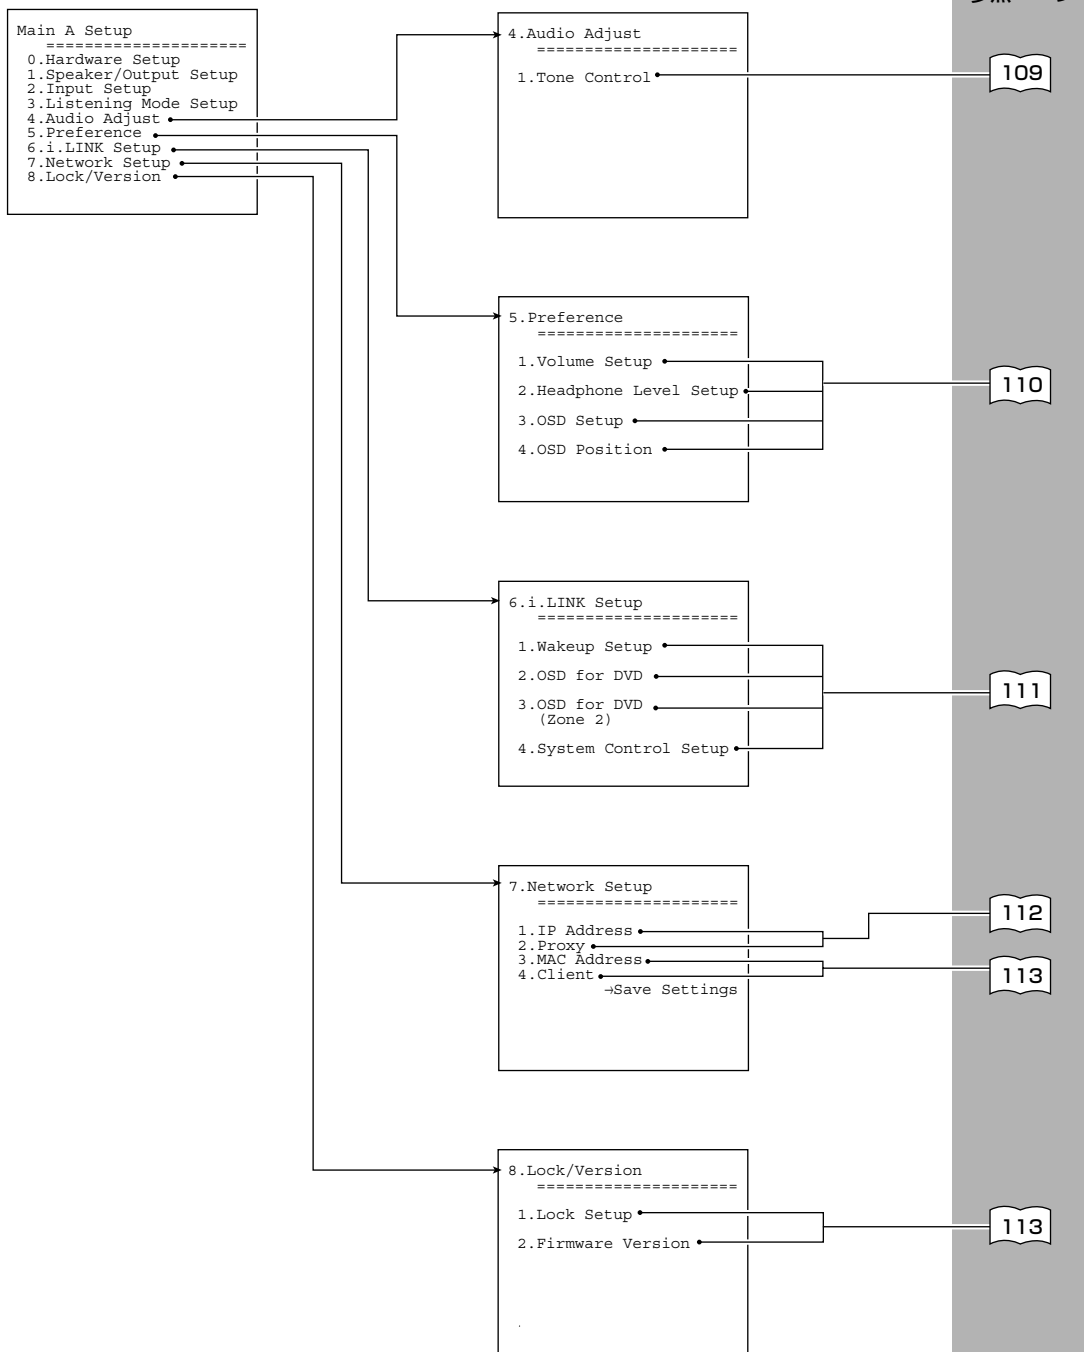 Main A Setup
=====================
0.Hardware Setup
1.Speaker/Output Setup
2.Input Setup
3.Listening Mode Setup
4.Audio Adjust
5.Preference
6.i.LINK Setup
7.Network Setup
8.Lock/Version
4.Audio Adjust
=====================
1.Tone Control
109
5.Preference
=====================
1.Volume Setup
2.Headphone Level Setup
3.OSD Setup
4.OSD Position
110
6.i.LINK Setup
=====================
1.Wakeup Setup
2.OSD for DVD
3.OSD for DVD
(Zone 2)
4.System Control Setup
111
7.Network Setup
=====================
1.IP Address
2.Proxy
3.MAC Address
4.Client
→Save Settings
112
113
8.Lock/Version
=====================
1.Lock Setup
2.Firmware Version
113